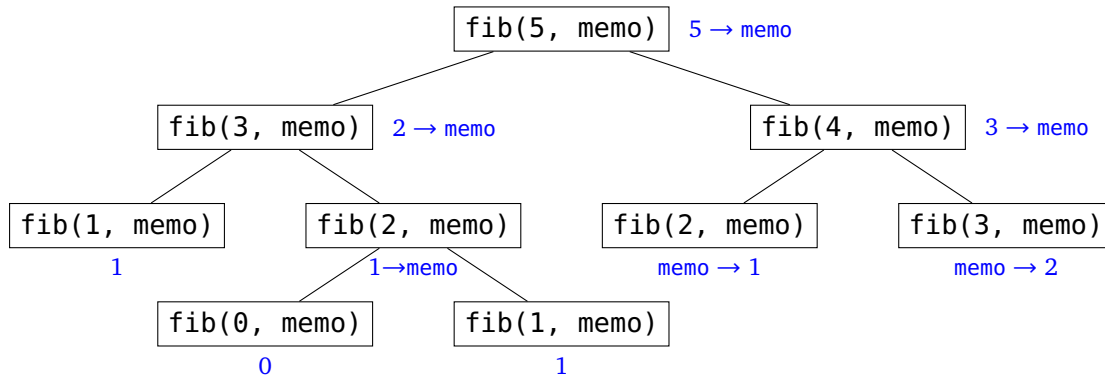 fib(5, memo) 5 → memo
fib(3, memo) 2 → memo fib(4, memo) 3 → memo
fib(1, memo) fib(2, memo) fib(2, memo) fib(3, memo)
1 1→memo memo → 1 memo → 2
fib(0, memo) fib(1, memo)
0 1